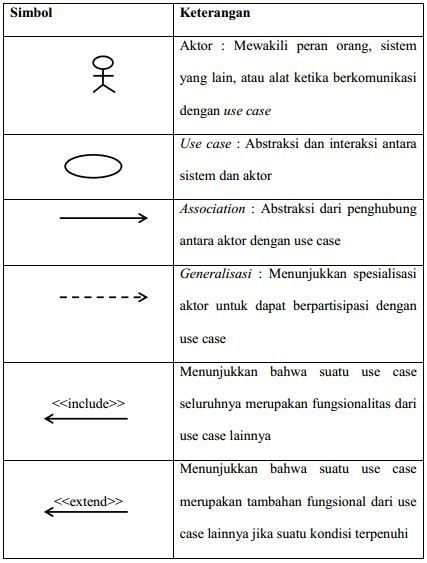 Simbol
Keterangan
Aktor : Mewakili peran orang, sistem
yang lain, atau alat ketika berkomunikasi
dengan use case
Use case : Abstraksi dan interaksi antara
sistem dan aktor
Association : Abstraksi dari penghubung
antara aktor dengan use case
Generalisasi : Menunjukkan spesialisasi
aktor untuk dapat berpartisipasi dengan
use case
<<include>>
Menunjukkan bahwa suatu use case
seluruhnya merupakan fungsionalitas dari
use case lainnya
<<extend>>
Menunjukkan bahwa suatu use case
merupakan tambahan fungsional dari use
case lainnya jika suatu kondisi terpenuhi